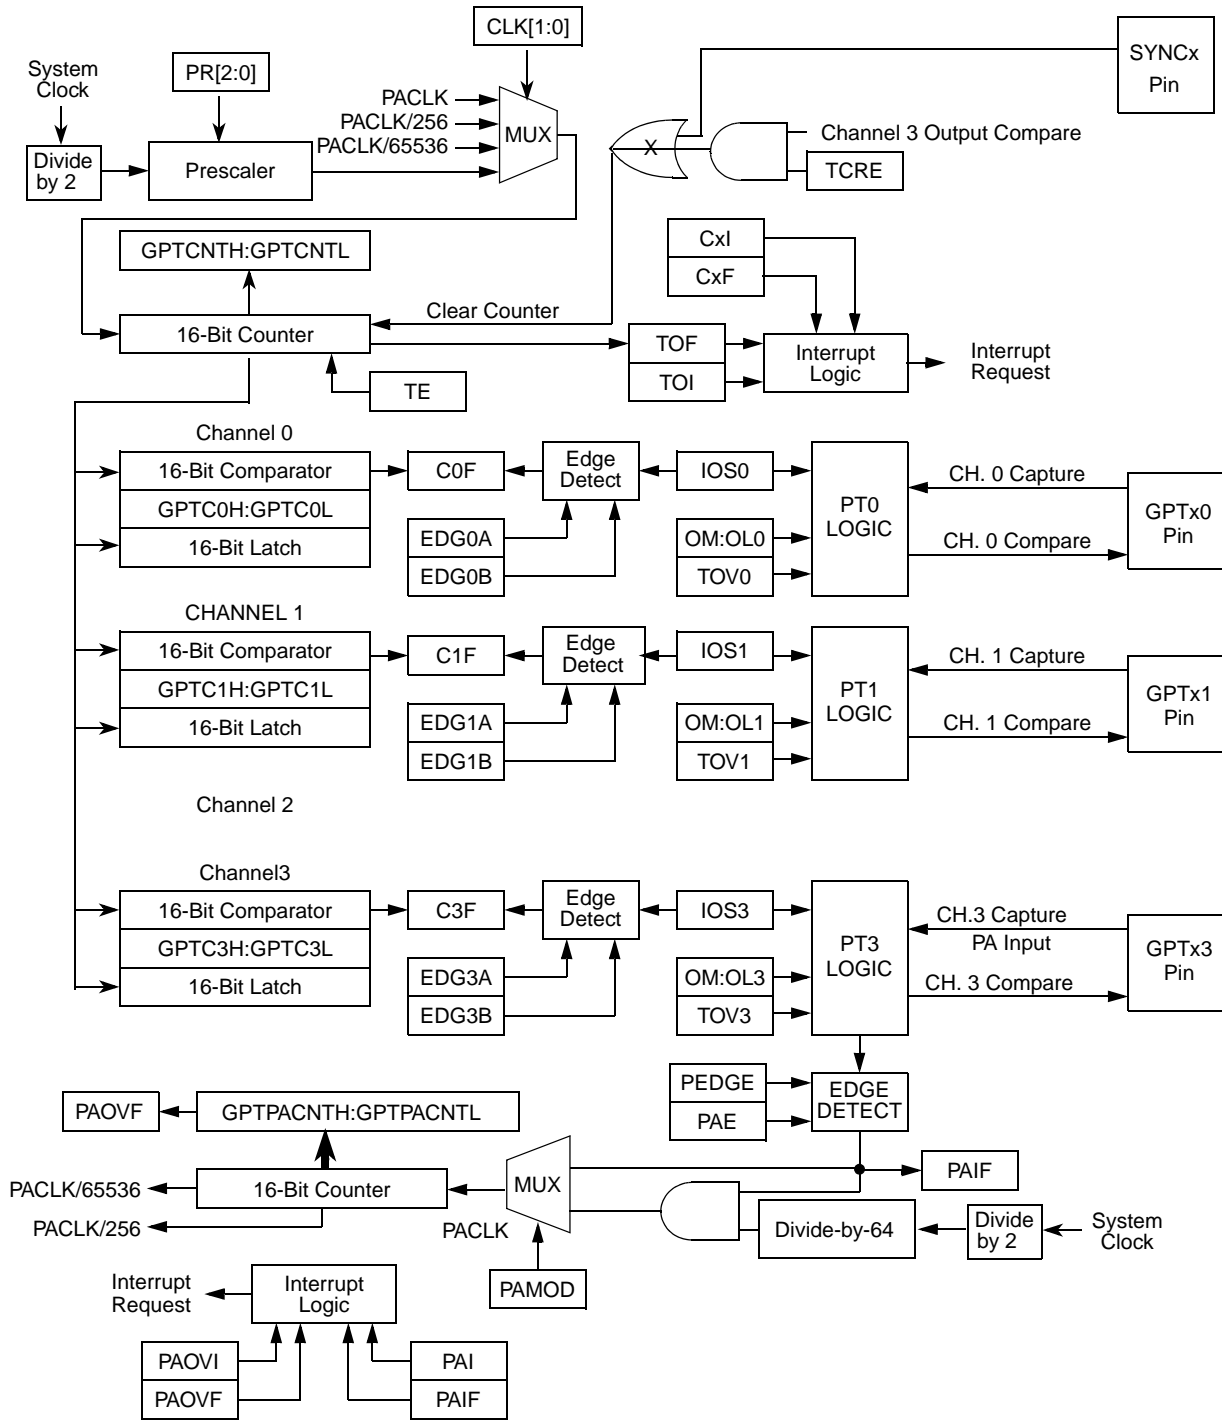 CLK[1:0]
SYNCx
Pin
System
Clock
PR[2:0]
PACLK
PACLK/256
PACLK/65536
MUX
X
Channel 3 Output Compare
TCRE
Divide
by 2
Prescaler
GPTCNTH:GPTCNTL
CxI
CxF
Clear Counter
16-Bit Counter
TOF
TOI
Interrupt
Logic
Interrupt
Request
TE
Channel 0
16-Bit Comparator
GPTC0H:GPTC0L
16-Bit Latch
C0F
Edge
Detect
IOS0
EDG0A
EDG0B
OM:OL0
TOV0
PT0
LOGIC
CH. 0 Capture
CH. 0 Compare
GPTx0
Pin
CHANNEL 1
16-Bit Comparator
GPTC1H:GPTC1L
16-Bit Latch
C1F
Edge
Detect
IOS1
EDG1A
EDG1B
OM:OL1
TOV1
PT1
LOGIC
CH. 1 Capture
CH. 1 Compare
GPTx1
Pin
Channel 2
Channel3
16-Bit Comparator
GPTC3H:GPTC3L
16-Bit Latch
C3F
Edge
Detect
IOS3
EDG3A
EDG3B
OM:OL3
TOV3
PT3
LOGIC
CH.3 Capture
PA Input
CH. 3 Compare
GPTx3
Pin
PEDGE
PAE
EDGE
DETECT
PAOVF
GPTPACNTH:GPTPACNTL
PAIF
MUX
PACLK/65536
16-Bit Counter
PACLK/256
PACLK
Divide-by-64
Divide
by 2
System
Clock
PAMOD
Interrupt
Request
Interrupt
Logic
PAOVI
PAOVF
PAI
PAIF